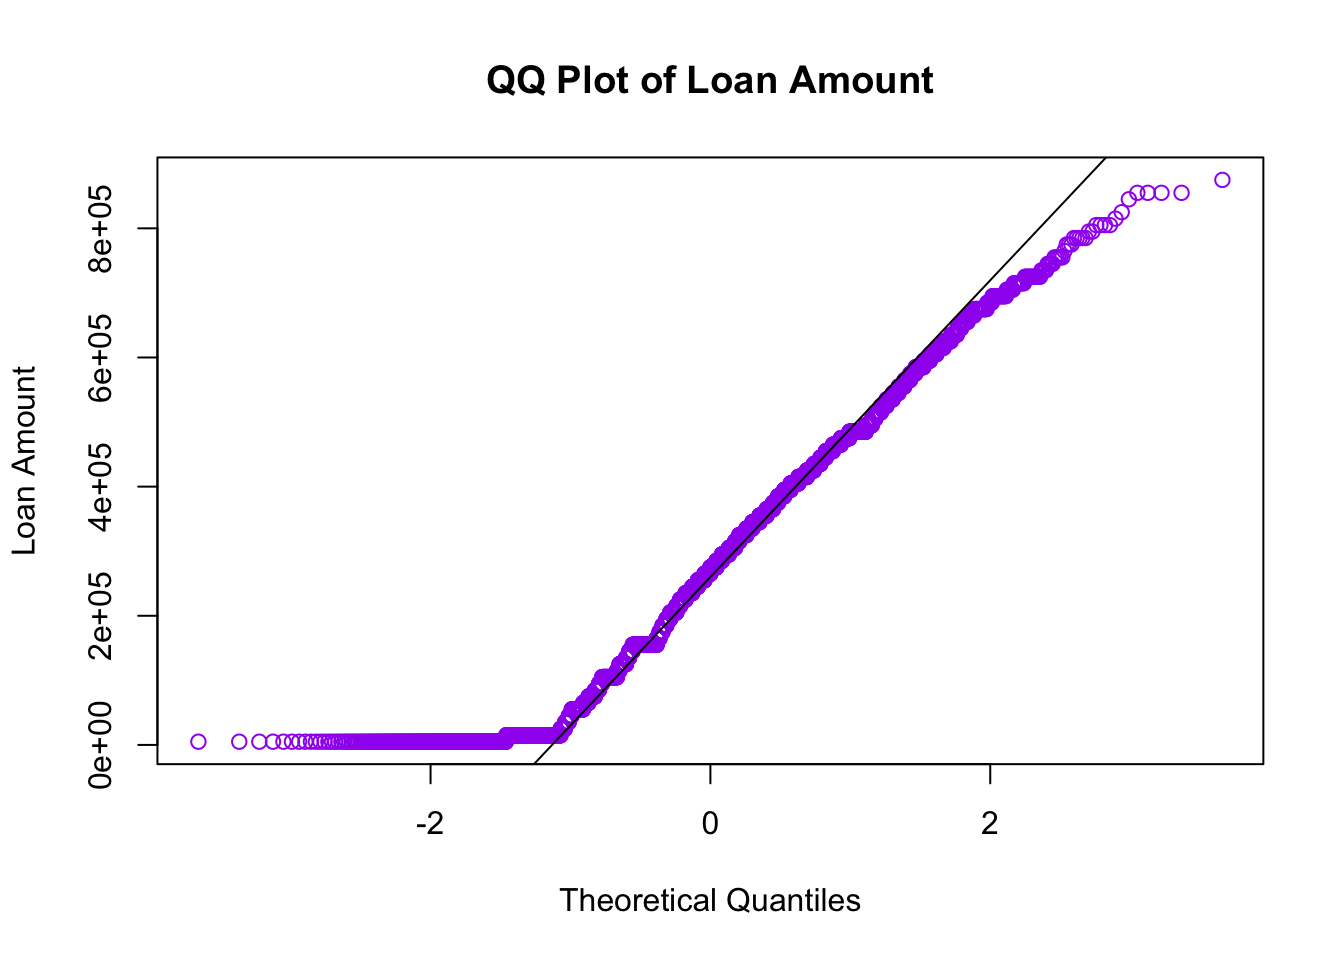 QQ Plot of Loan Amount
Loan Amount
8e+05
6e+05
4e+05
2e+05
0e+00
-2 0 2
Theoretical Quantiles